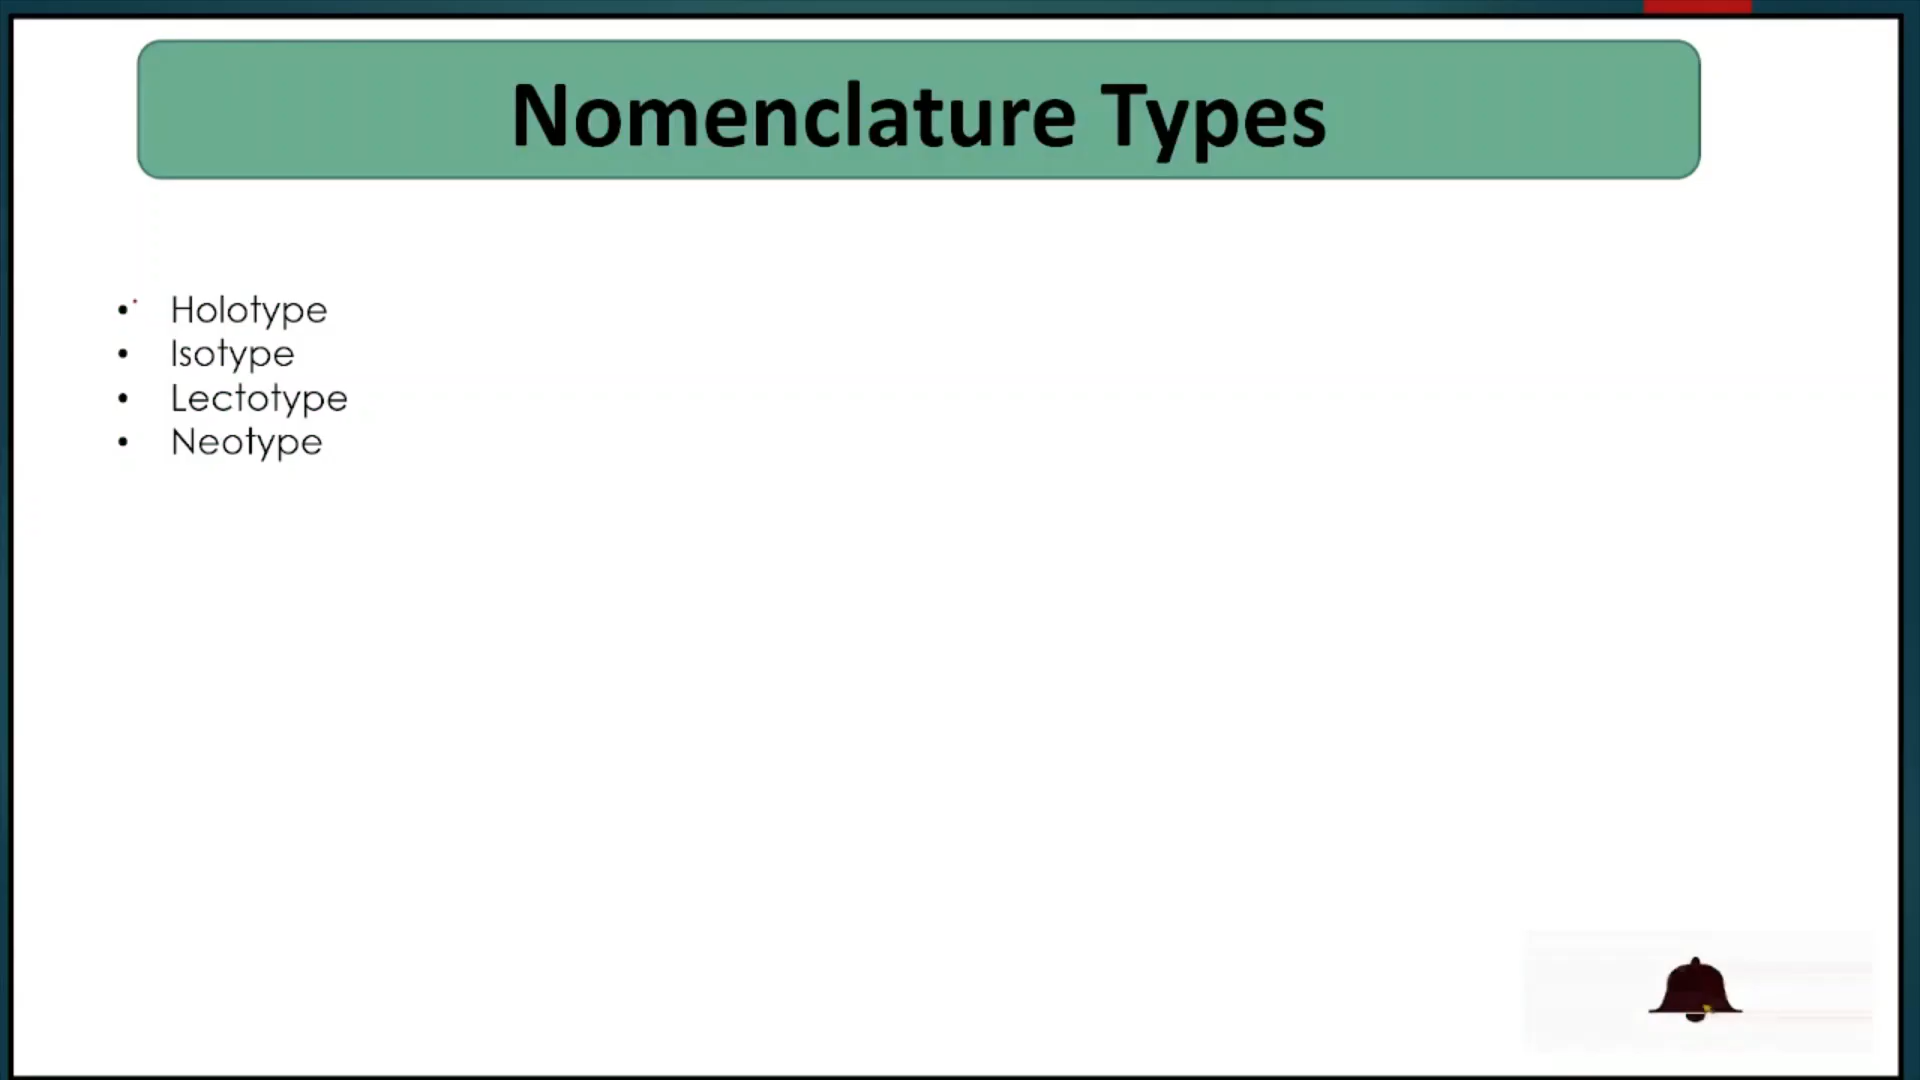 Nomenclature Types
• Holotype
• Isotype
• Lectotype
• Neotype